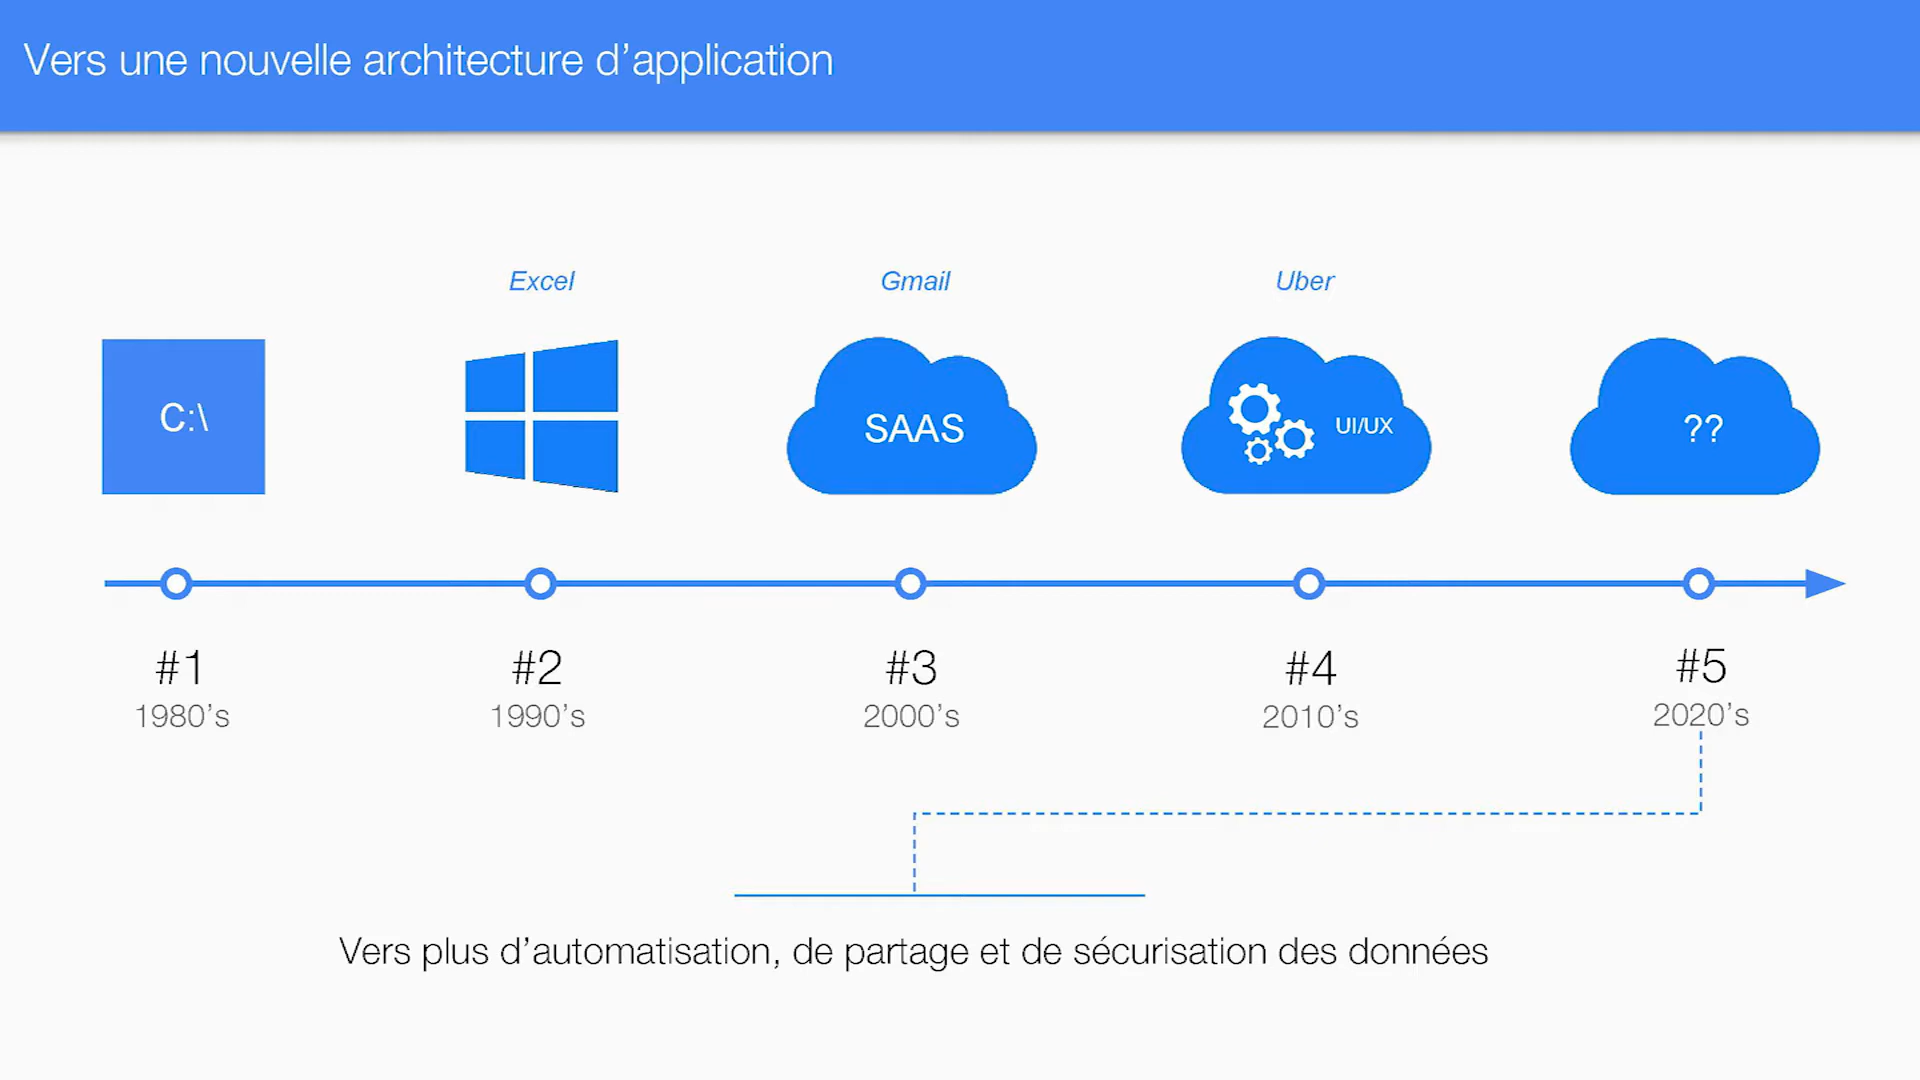 Vers une nouvelle architecture d’application
Excel
Gmail
Uber
C:\
SAAS
UI/UX
??
#1
#2
#3
#4
#5
1980’s
1990’s
2000’s
2010’s
2020’s
Vers plus d’automatisation, de partage et de sécurisation des données